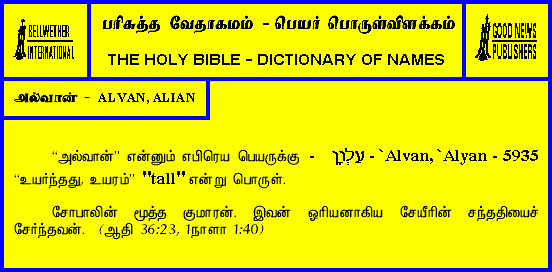 BELLWETHER
INTERNATIONAL
பரிசுத்த வேதாகமம் - பெயர் பொருள்விளக்கம்
THE HOLY BIBLE - DICTIONARY OF NAMES
GOOD NEWS
PUBLISHERS
அல்வான் - ALVAN, ALIAN
“அல்வான்” என்னும் எபிரெய பெயருக்கு - עַלְוָן - `Alvan, `Alyan - 5935
“உயர்ந்தது, உயரம்” "tall" என்று பொருள்.
சோபாலின் மூத்த குமாரன். இவன் ஓரியனாகிய சேயீரின் சந்ததியைச்
சேர்ந்தவன். (ஆதி 36:23, 1நாளா 1:40)